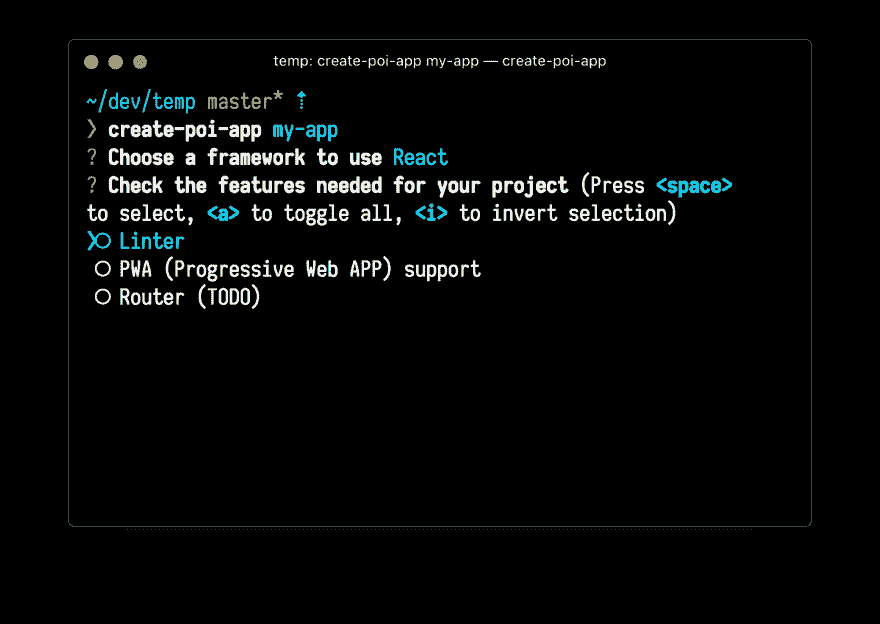 temp: create-poi-app my-app — create-poi-app
~/dev/temp master* ⇡
❯ create-poi-app my-app
? Choose a framework to use React
? Check the features needed for your project (Press <space>
to select, <a> to toggle all, <i> to invert selection)
❯◯ Linter
◯ PWA (Progressive Web APP) support
◯ Router (TODO)